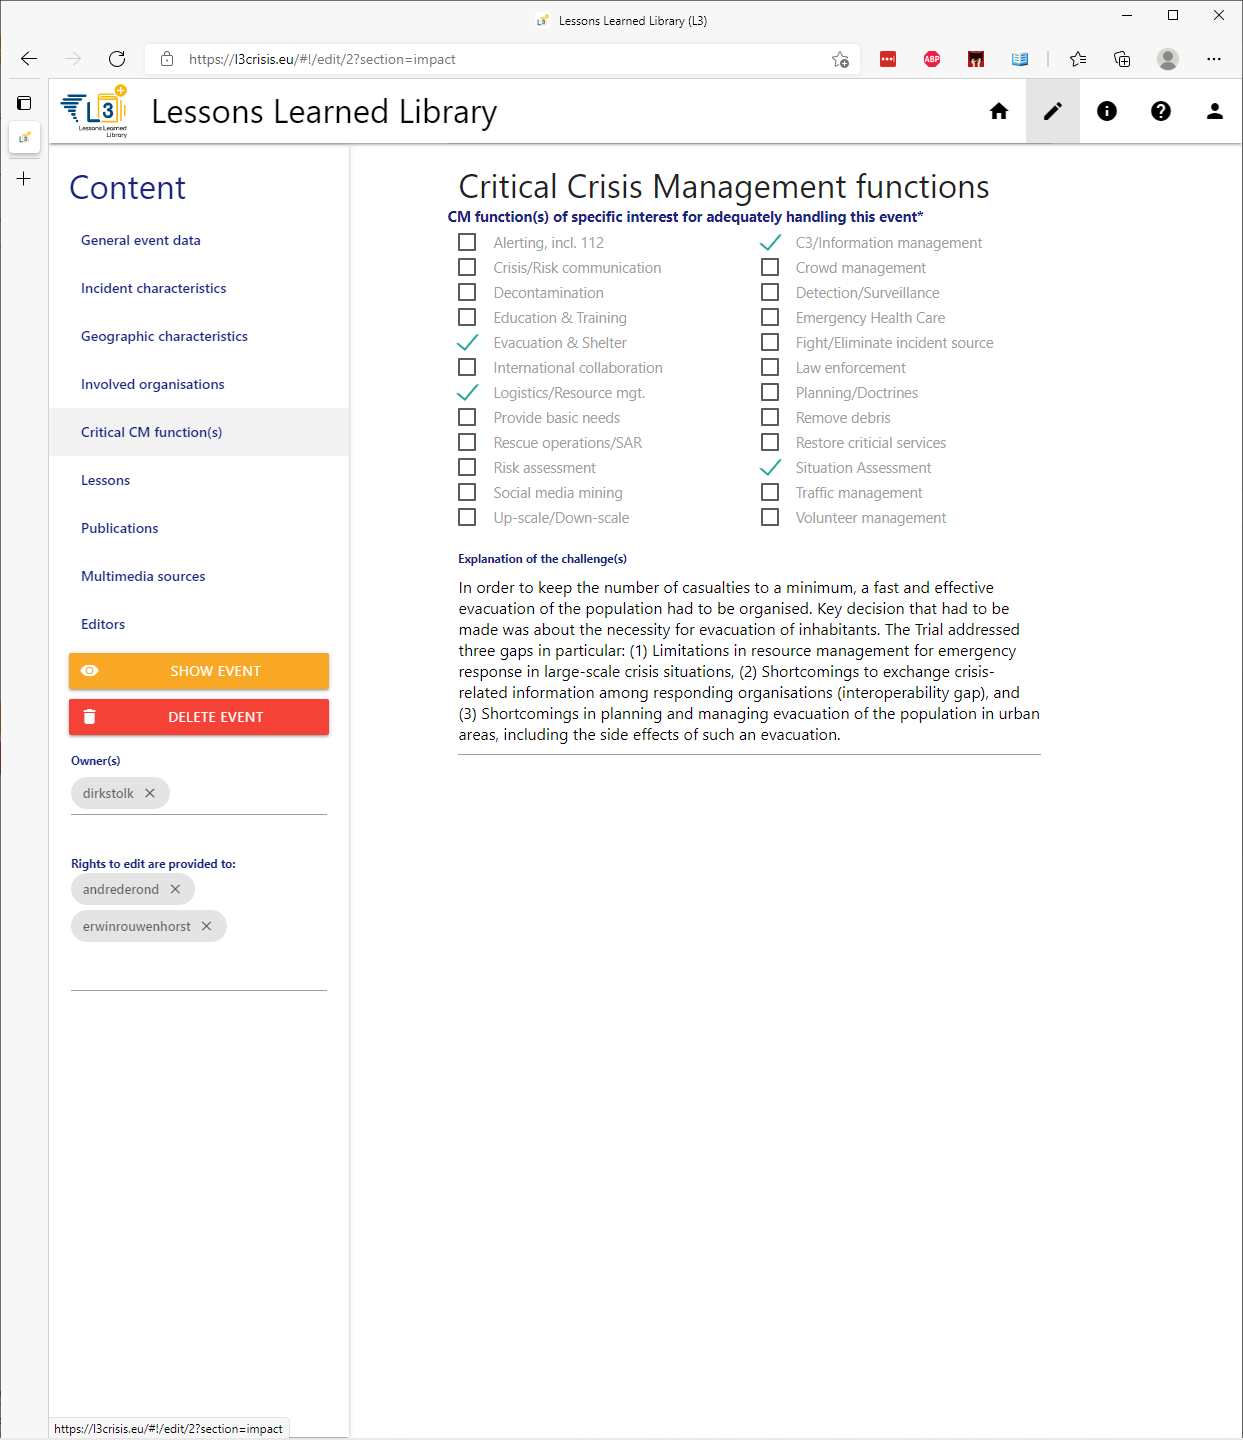 Lessons Learned Library (L3)
https://l3crisis.eu/#!/edit/2?section=impact
ABP
L3
Lessons Learned
Library
Lessons Learned Library
L3
Content
General event data
Incident characteristics
Geographic characteristics
Involved organisations
Critical CM function(s)
Lessons
Publications
Multimedia sources
Editors
SHOW EVENT
DELETE EVENT
Owner(s)
dirkstolk
Rights to edit are provided to:
andrederond
erwinrouwenhorst
Critical Crisis Management functions
CM function(s) of specific interest for adequately handling this event*
Alerting, incl. 112
C3/Information management
Crisis/Risk communication
Crowd management
Decontamination
Detection/Surveillance
Education & Training
Emergency Health Care
Evacuation & Shelter
Fight/Eliminate incident source
International collaboration
Law enforcement
Logistics/Resource mgt.
Planning/Doctrines
Provide basic needs
Remove debris
Rescue operations/SAR
Restore criticial services
Risk assessment
Situation Assessment
Social media mining
Traffic management
Up-scale/Down-scale
Volunteer management
Explanation of the challenge(s)
In order to keep the number of casualties to a minimum, a fast and effective
evacuation of the population had to be organised. Key decision that had to be
made was about the necessity for evacuation of inhabitants. The Trial addressed
three gaps in particular: (1) Limitations in resource management for emergency
response in large-scale crisis situations, (2) Shortcomings to exchange crisis-
related information among responding organisations (interoperability gap), and
(3) Shortcomings in planning and managing evacuation of the population in urban
areas, including the side effects of such an evacuation.
https://l3crisis.eu/#!/edit/2?section=impact